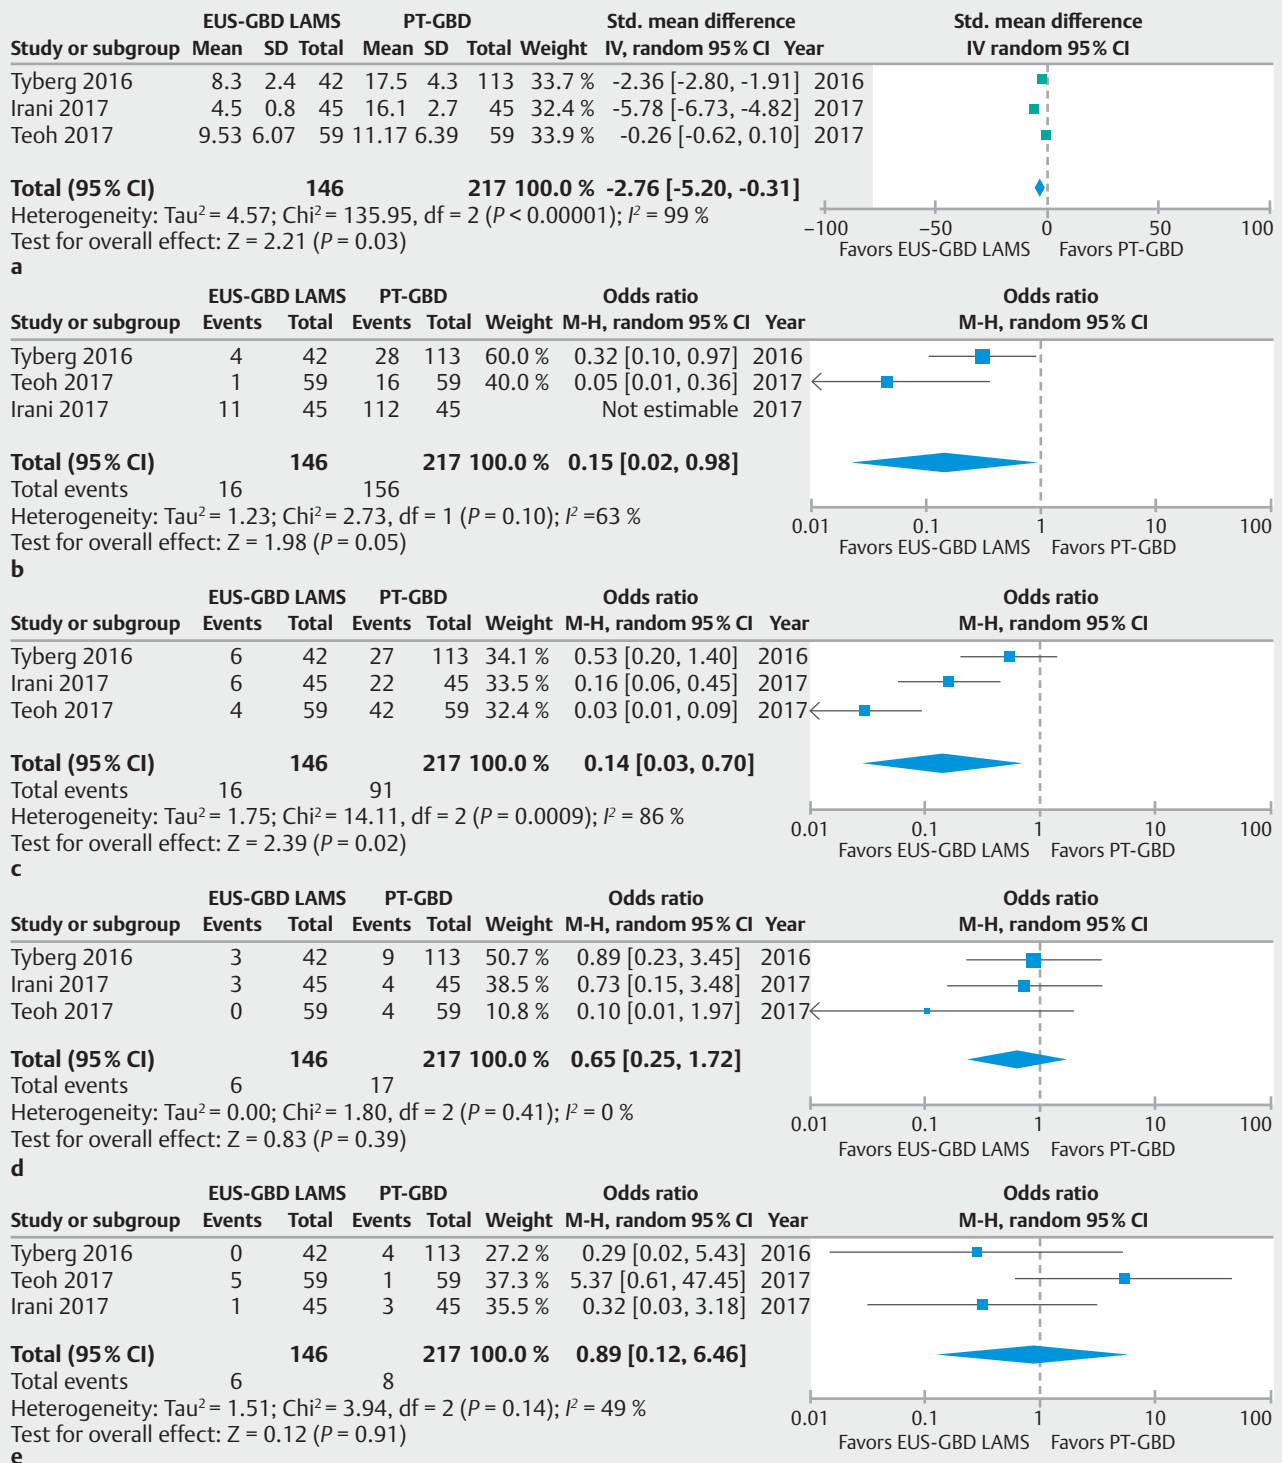 EUS-GBD LAMS PT-GBD Std. mean difference Std. mean difference
Study or subgroup Mean SD Total Mean SD Total Weight IV, random 95 % CI Year IV random 95 % CI
Tyberg 2016 8.3 2.4 42 17.5 4.3 113 33.7 % -2.36 [-2.80, -1.91] 2016
Irani 2017 4.5 0.8 45 16.1 2.7 45 32.4 % -5.78 [-6.73, -4.82] 2017
Teoh 2017 9.53 6.07 59 11.17 6.39 59 33.9 % -0.26 [-0.62, 0.10] 2017
Total (95 % CI) 146 217 100.0 % -2.76 [-5.20, -0.31]
Heterogeneity: Tau² = 4.57; Chi² = 135.95, df = 2 (P < 0.00001); I² = 99 %
Test for overall effect: Z = 2.21 (P = 0.03)
−100 −50 0 50 100
Favors EUS-GBD LAMS Favors PT-GBD
a
EUS-GBD LAMS PT-GBD Odds ratio Odds ratio
Study or subgroup Events Total Events Total Weight M-H, random 95 % CI Year M-H, random 95 % CI
Tyberg 2016 4 42 28 113 60.0 % 0.32 [0.10, 0.97] 2016
Teoh 2017 1 59 16 59 40.0 % 0.05 [0.01, 0.36] 2017
Irani 2017 11 45 112 45 Not estimable 2017
Total (95 % CI) 146 217 100.0 % 0.15 [0.02, 0.98]
Total events 16 156
Heterogeneity: Tau² = 1.23; Chi² = 2.73, df = 1 (P = 0.10); I² =63 %
Test for overall effect: Z = 1.98 (P = 0.05)
0.01 0.1 1 10 100
Favors EUS-GBD LAMS Favors PT-GBD
b
EUS-GBD LAMS PT-GBD Odds ratio Odds ratio
Study or subgroup Events Total Events Total Weight M-H, random 95 % CI Year M-H, random 95 % CI
Tyberg 2016 6 42 27 113 34.1 % 0.53 [0.20, 1.40] 2016
Irani 2017 6 45 22 45 33.5 % 0.16 [0.06, 0.45] 2017
Teoh 2017 4 59 42 59 32.4 % 0.03 [0.01, 0.09] 2017
Total (95 % CI) 146 217 100.0 % 0.14 [0.03, 0.70]
Total events 16 91
Heterogeneity: Tau² = 1.75; Chi² = 14.11, df = 2 (P = 0.0009); I² = 86 %
Test for overall effect: Z = 2.39 (P = 0.02)
0.01 0.1 1 10 100
Favors EUS-GBD LAMS Favors PT-GBD
c
EUS-GBD LAMS PT-GBD Odds ratio Odds ratio
Study or subgroup Events Total Events Total Weight M-H, random 95 % CI Year M-H, random 95 % CI
Tyberg 2016 3 42 9 113 50.7 % 0.89 [0.23, 3.45] 2016
Irani 2017 3 45 4 45 38.5 % 0.73 [0.15, 3.48] 2017
Teoh 2017 0 59 4 59 10.8 % 0.10 [0.01, 1.97] 2017
Total (95 % CI) 146 217 100.0 % 0.65 [0.25, 1.72]
Total events 6 17
Heterogeneity: Tau² = 0.00; Chi² = 1.80, df = 2 (P = 0.41); I² = 0 %
Test for overall effect: Z = 0.83 (P = 0.39)
0.01 0.1 1 10 100
Favors EUS-GBD LAMS Favors PT-GBD
d
EUS-GBD LAMS PT-GBD Odds ratio Odds ratio
Study or subgroup Events Total Events Total Weight M-H, random 95 % CI Year M-H, random 95 % CI
Tyberg 2016 0 42 4 113 27.2 % 0.29 [0.02, 5.43] 2016
Teoh 2017 5 59 1 59 37.3 % 5.37 [0.61, 47.45] 2017
Irani 2017 1 45 3 45 35.5 % 0.32 [0.03, 3.18] 2017
Total (95 % CI) 146 217 100.0 % 0.89 [0.12, 6.46]
Total events 6 8
Heterogeneity: Tau² = 1.51; Chi² = 3.94, df = 2 (P = 0.14); I² = 49 %
Test for overall effect: Z = 0.12 (P = 0.91)
0.01 0.1 1 10 100
Favors EUS-GBD LAMS Favors PT-GBD
e